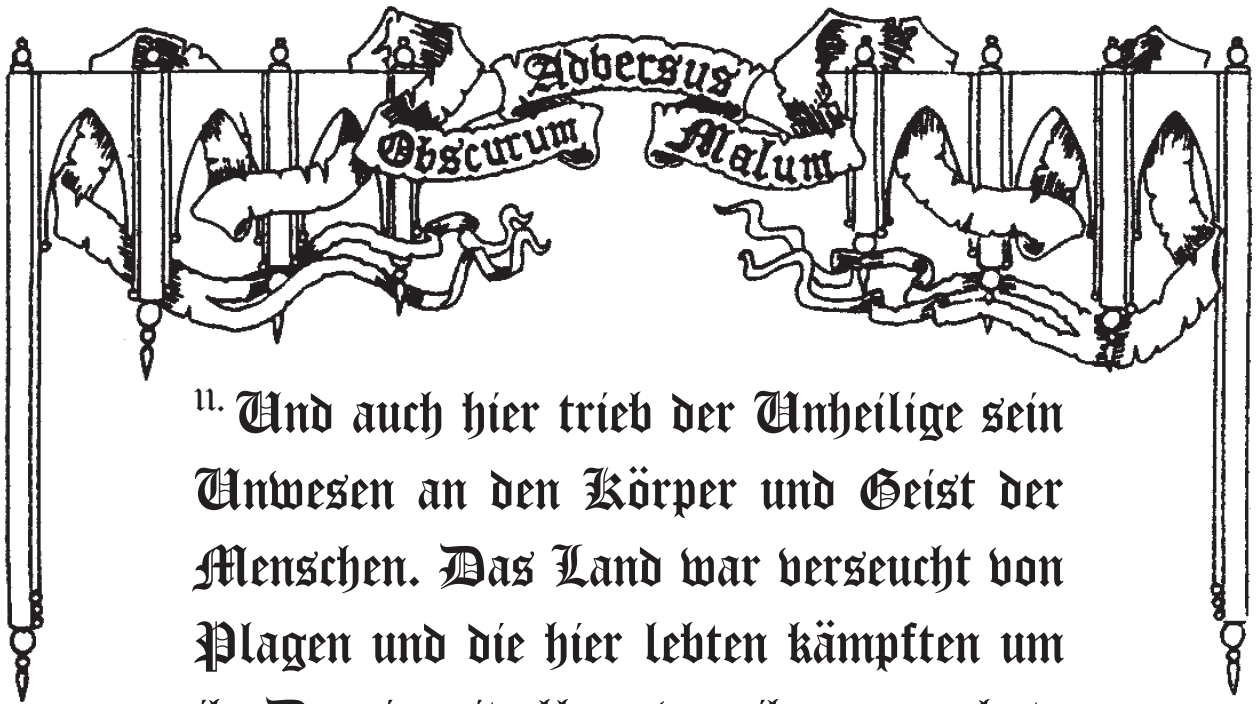 Adversus
Obscurum Malum
11. Und auch hier trieb der Unheilige sein
Unwesen an den Körper und Geist der
Menschen. Das Land war verseucht von
Plagen und die hier lebten kämpften um